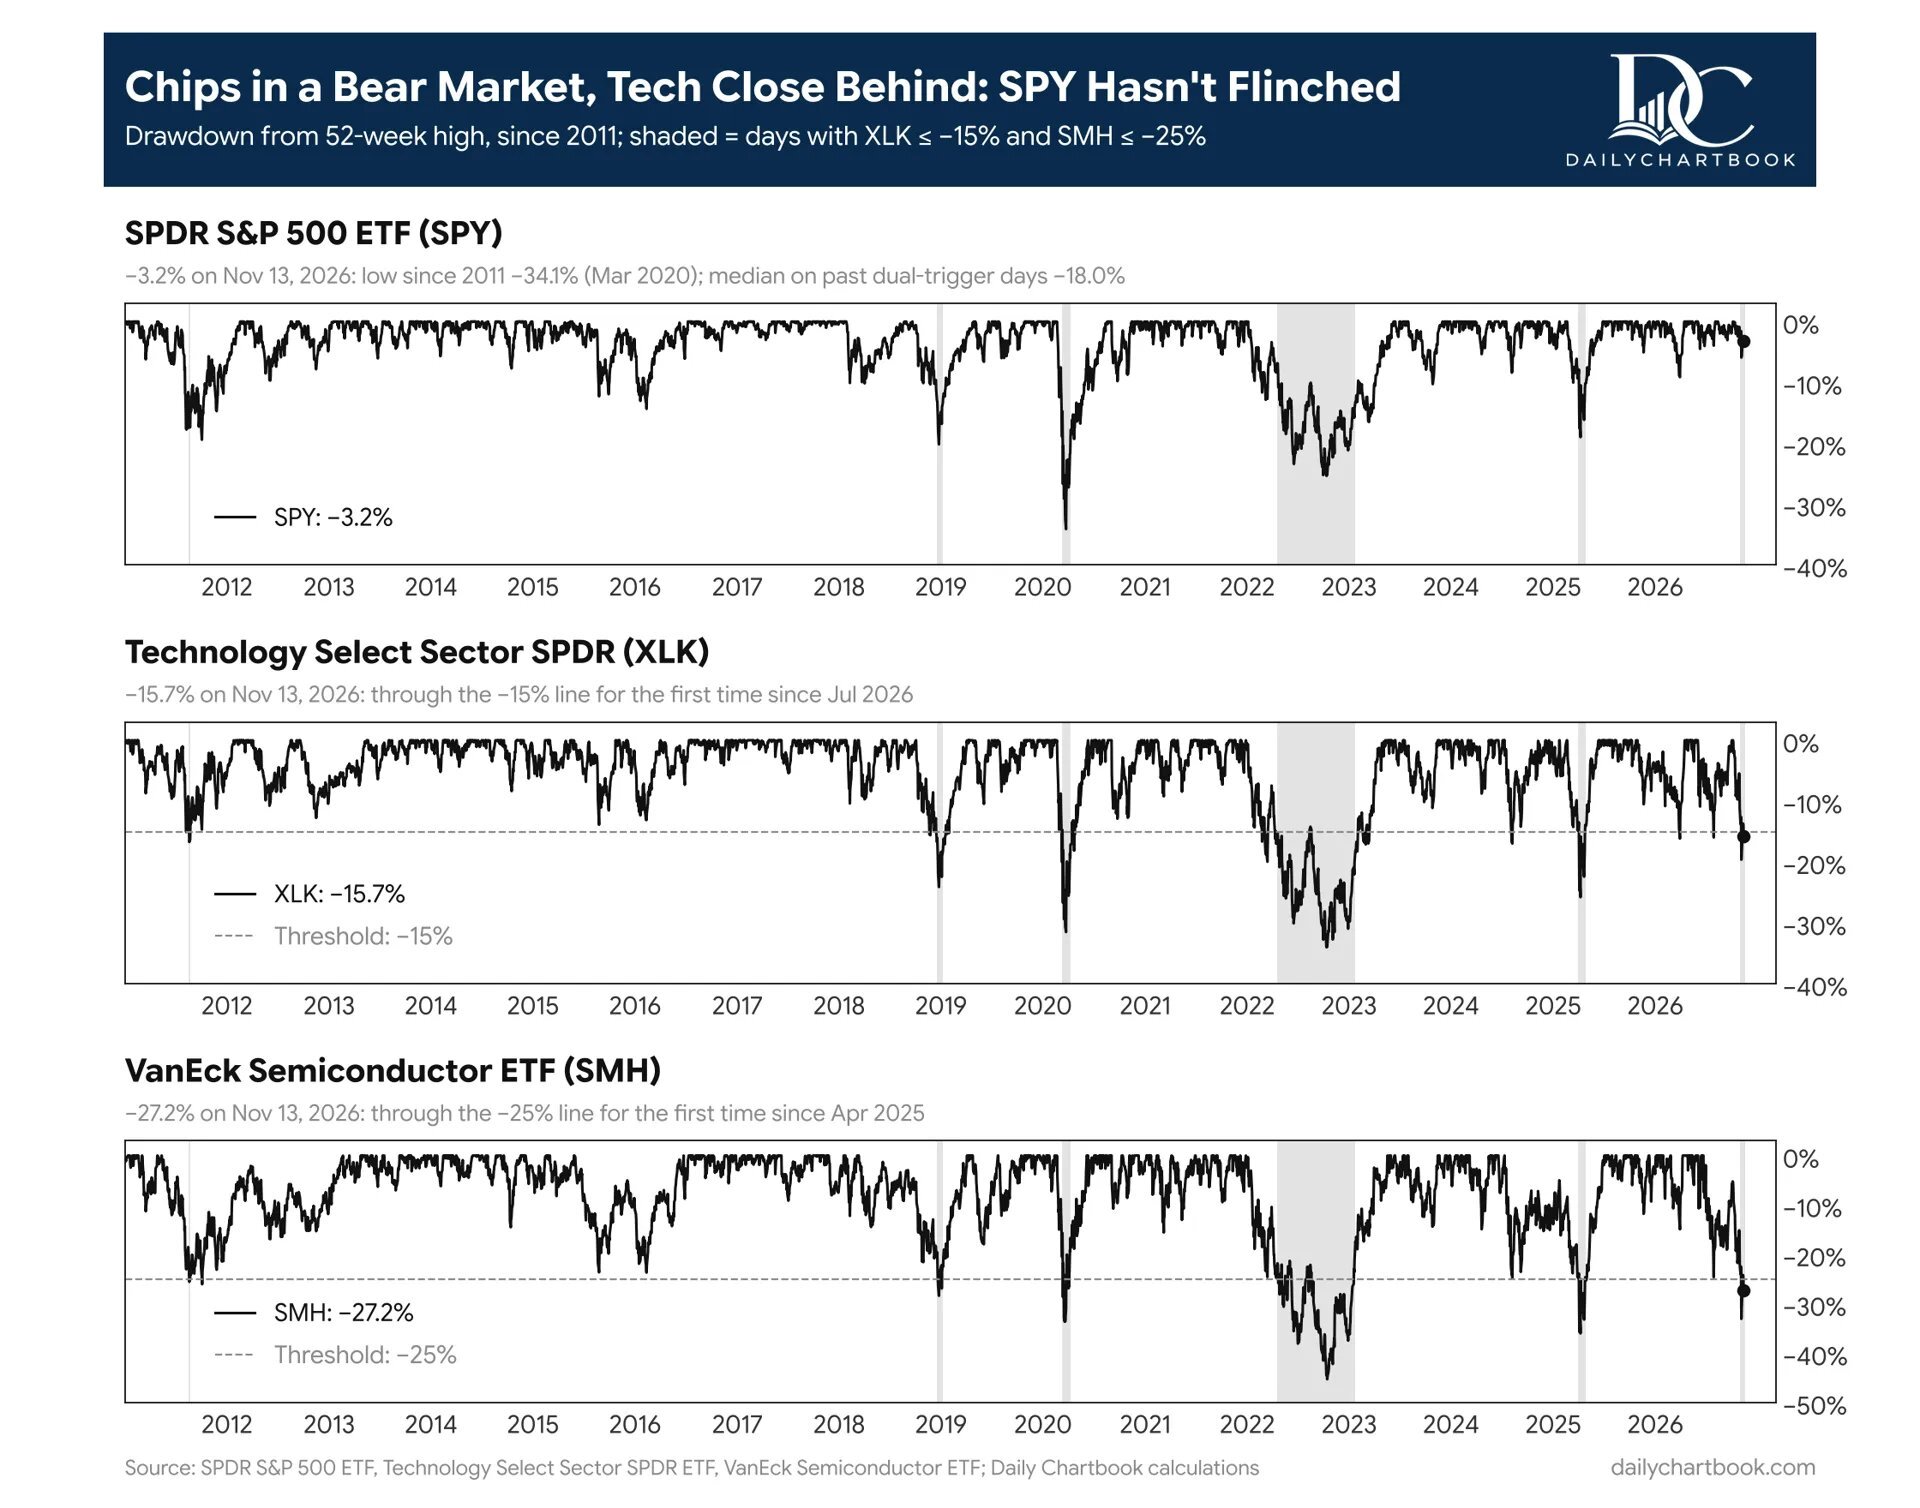 Chips in a Bear Market, Tech Close Behind: SPY Hasn't Flinched
Drawdown from 52-week high, since 2011; shaded = days with XLK ≤ −15% and SMH ≤ −25%
DC
DAILYCHARTBOOK
SPDR S&P 500 ETF (SPY)
−3.2% on Nov 13, 2026: low since 2011 −34.1% (Mar 2020); median on past dual-trigger days −18.0%
0%
−10%
−20%
−30%
−40%
SPY: −3.2%
2012 2013 2014 2015 2016 2017 2018 2019 2020 2021 2022 2023 2024 2025 2026
Technology Select Sector SPDR (XLK)
−15.7% on Nov 13, 2026: through the −15% line for the first time since Jul 2026
0%
−10%
−20%
−30%
−40%
XLK: −15.7%
Threshold: −15%
2012 2013 2014 2015 2016 2017 2018 2019 2020 2021 2022 2023 2024 2025 2026
VanEck Semiconductor ETF (SMH)
−27.2% on Nov 13, 2026: through the −25% line for the first time since Apr 2025
0%
−10%
−20%
−30%
−40%
−50%
SMH: −27.2%
Threshold: −25%
2012 2013 2014 2015 2016 2017 2018 2019 2020 2021 2022 2023 2024 2025 2026
Source: SPDR S&P 500 ETF, Technology Select Sector SPDR ETF, VanEck Semiconductor ETF; Daily Chartbook calculations
dailychartbook.com